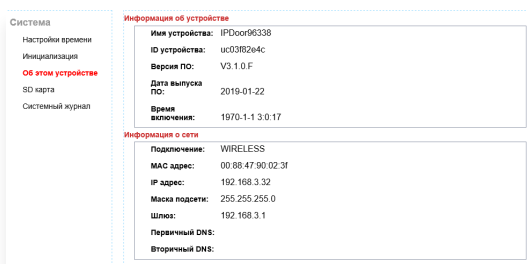 Система
Настройки времени
Инициализация
Об этом устройстве
SD карта
Системный журнал
Информация об устройстве
Имя устройства: IPDoor96338
ID устройства: uc03f82e4c
Версия ПО: V3.1.0.F
Дата выпуска
ПО: 2019-01-22
Время
включения: 1970-1-1 3:0:17
Информация о сети
Подключение: WIRELESS
MAC адрес: 00:88:47:90:02:3f
IP адрес: 192.168.3.32
Маска подсети: 255.255.255.0
Шлюз: 192.168.3.1
Первичный DNS:
Вторичный DNS: